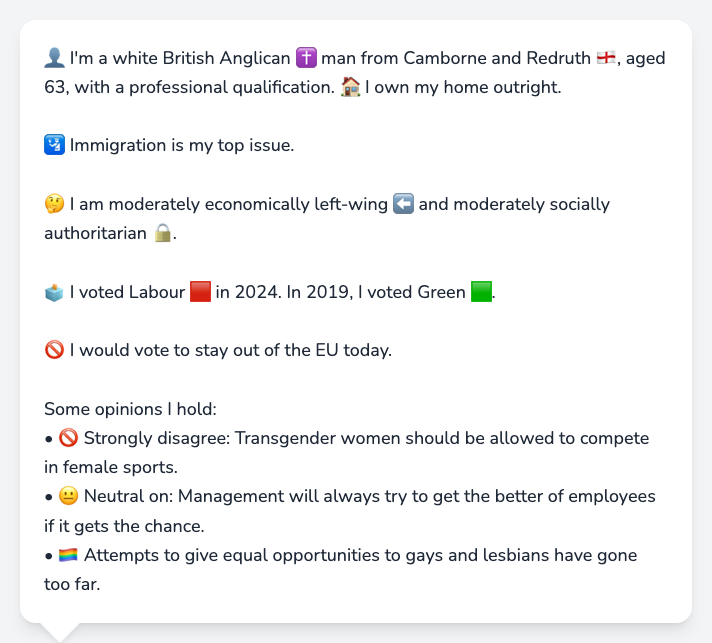 👤 I'm a white British Anglican ✝️ man from Camborne and Redruth 🏴󠁧󠁢󠁥󠁮󠁧󠁿, aged
63, with a professional qualification. 🏠 I own my home outright.
🛂 Immigration is my top issue.
🤔 I am moderately economically left-wing ⬅️ and moderately socially
authoritarian 🔒.
🗳️ I voted Labour 🟥 in 2024. In 2019, I voted Green 🟩.
🚫 I would vote to stay out of the EU today.
Some opinions I hold:
• 🚫 Strongly disagree: Transgender women should be allowed to compete
in female sports.
• 😐 Neutral on: Management will always try to get the better of employees
if it gets the chance.
• 🏳️‍🌈 Attempts to give equal opportunities to gays and lesbians have gone
too far.